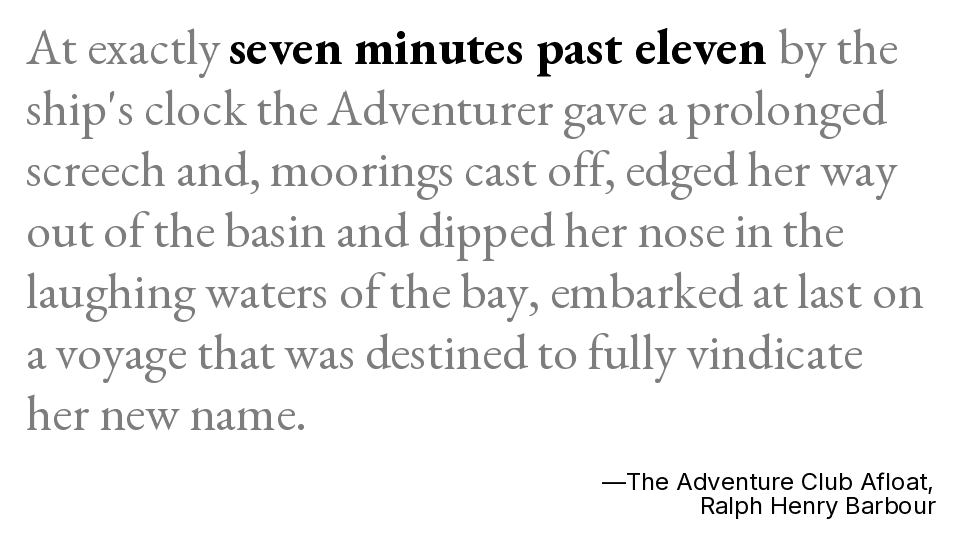 At exactly seven minutes past eleven by the
ship's clock the Adventurer gave a prolonged
screech and, moorings cast off, edged her way
out of the basin and dipped her nose in the
laughing waters of the bay, embarked at last on
a voyage that was destined to fully vindicate
her new name.
—The Adventure Club Afloat,
Ralph Henry Barbour